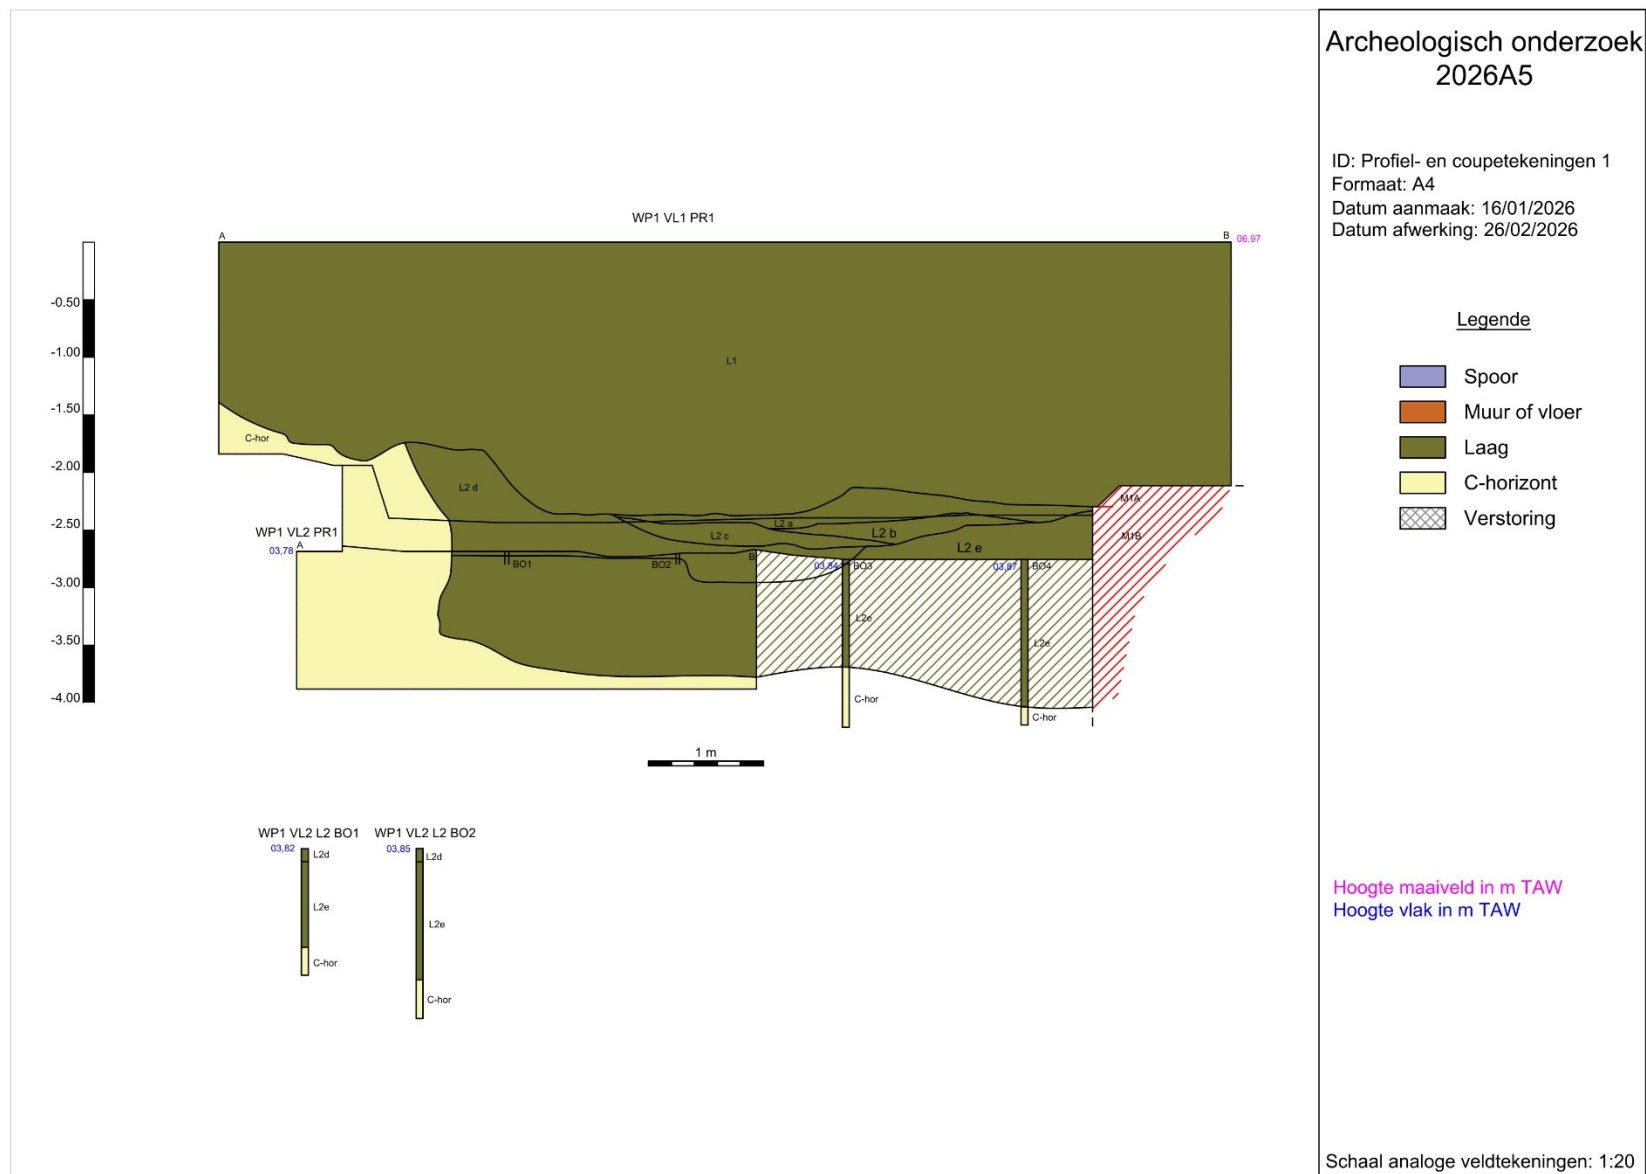 Archeologisch onderzoek
2026A5
ID: Profiel- en coupetekeningen 1
Formaat: A4
Datum aanmaak: 16/01/2026
Datum afwerking: 26/02/2026
Legende
Spoor
Muur of vloer
Laag
C-horizont
Verstoring
Hoogte maaiveld in m TAW
Hoogte vlak in m TAW
Schaal analoge veldtekeningen: 1:20
WP1 VL1 PR1
A
B 06,97
-0.50
-1.00
-1.50
-2.00
-2.50
-3.00
-3.50
-4.00
L1
C-hor
L2 d
M1A
L2 a
L2 b
L2 c
M1B
L2 e
WP1 VL2 PR1
A
03,78
B
BO1
BO2
03,84 BO3
03,87 BO4
L2e
L2e
C-hor
C-hor
1 m
WP1 VL2 L2 BO1
03,82
L2d
L2e
C-hor
WP1 VL2 L2 BO2
03,85
L2d
L2e
C-hor